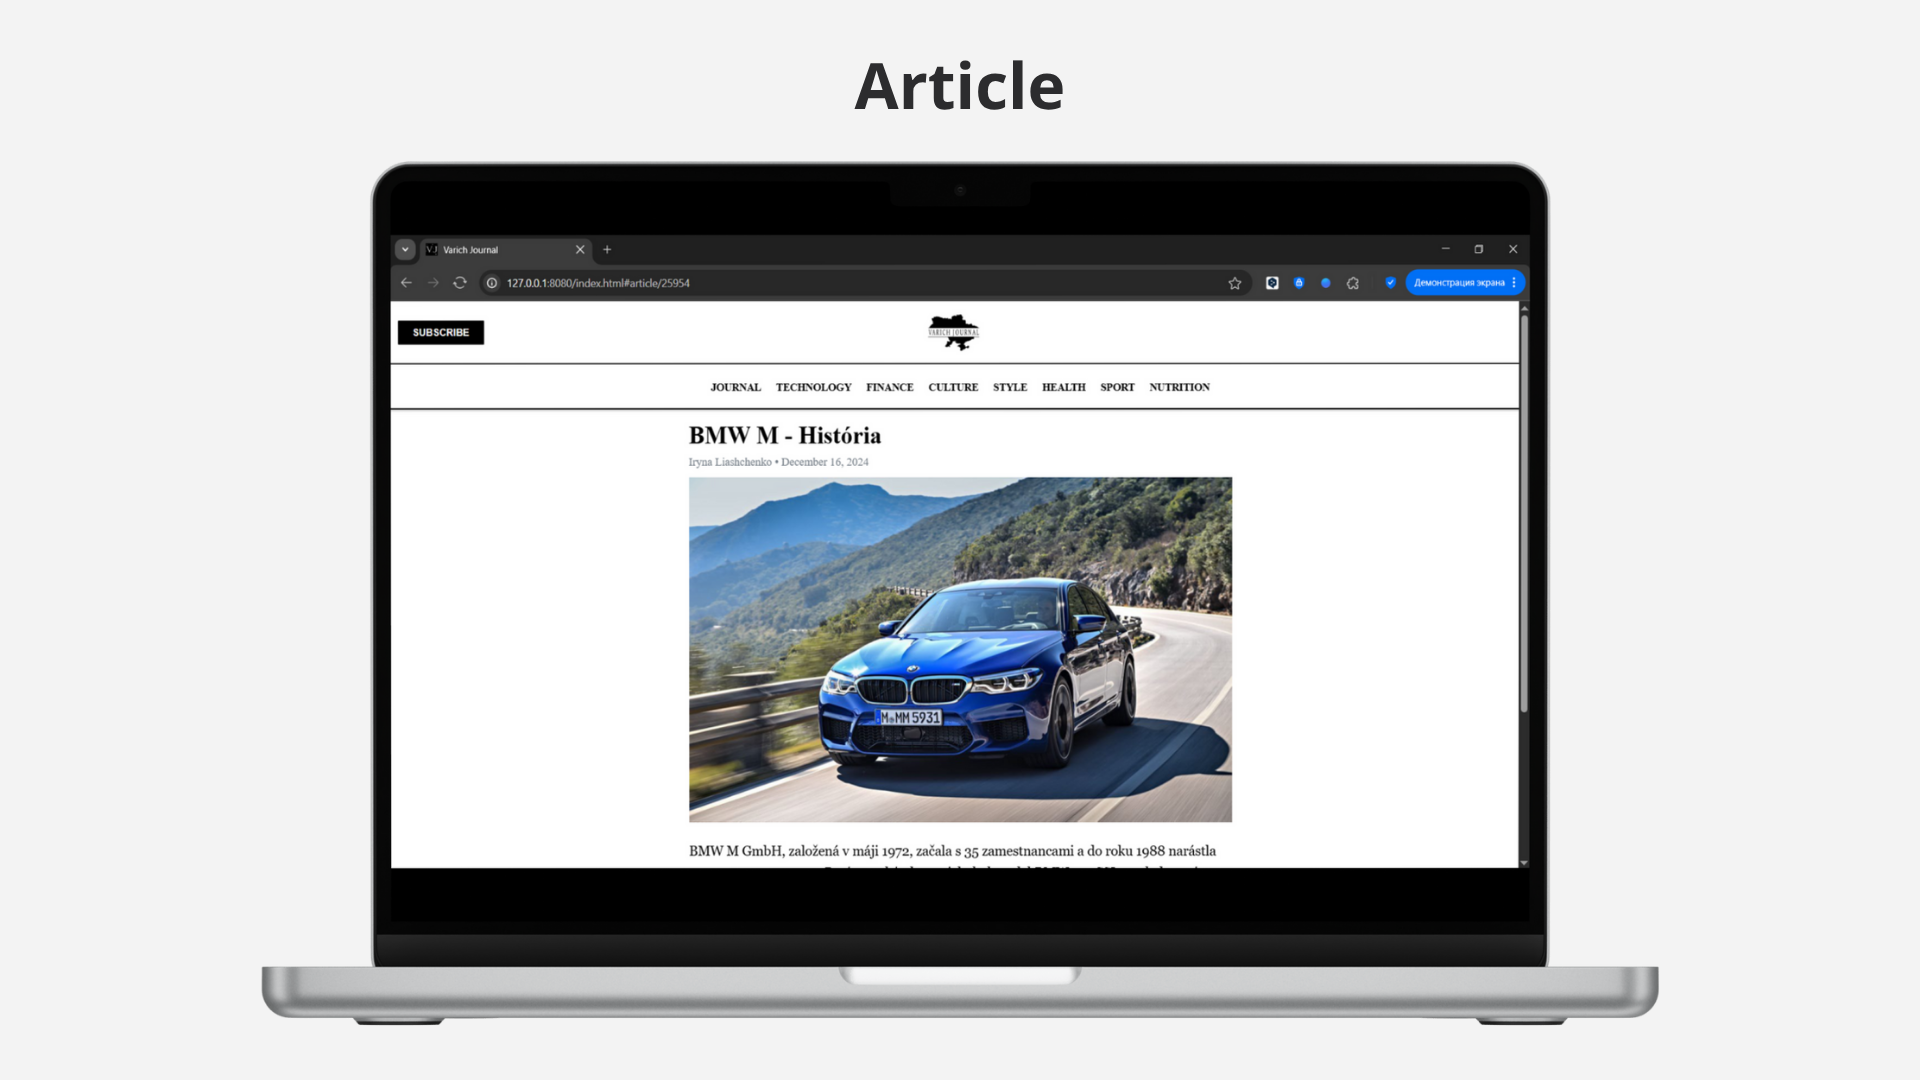 Article
Varich Journal
127.0.0.1:8080/index.html#article/25954
Демонстрация экрана
SUBSCRIBE
VARICH JOURNAL
JOURNAL TECHNOLOGY FINANCE CULTURE STYLE HEALTH SPORT NUTRITION
BMW M - História
Iryna Liashchenko • December 16, 2024
M MM 5931
BMW M GmbH, založená v máji 1972, začala s 35 zamestnancami a do roku 1988 narástla